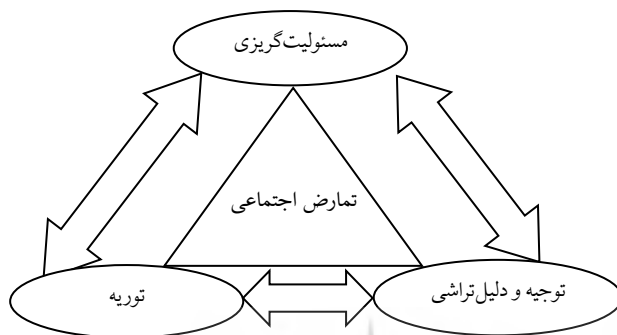 مسئولیت‌گریزی
تمارض اجتماعی
توریه
توجیه و دلیل‌تراشی